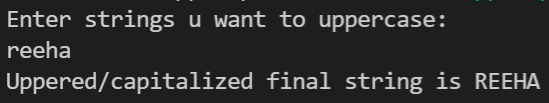 Enter strings u want to uppercase:
reeha
Uppered/capitalized final string is REEHA